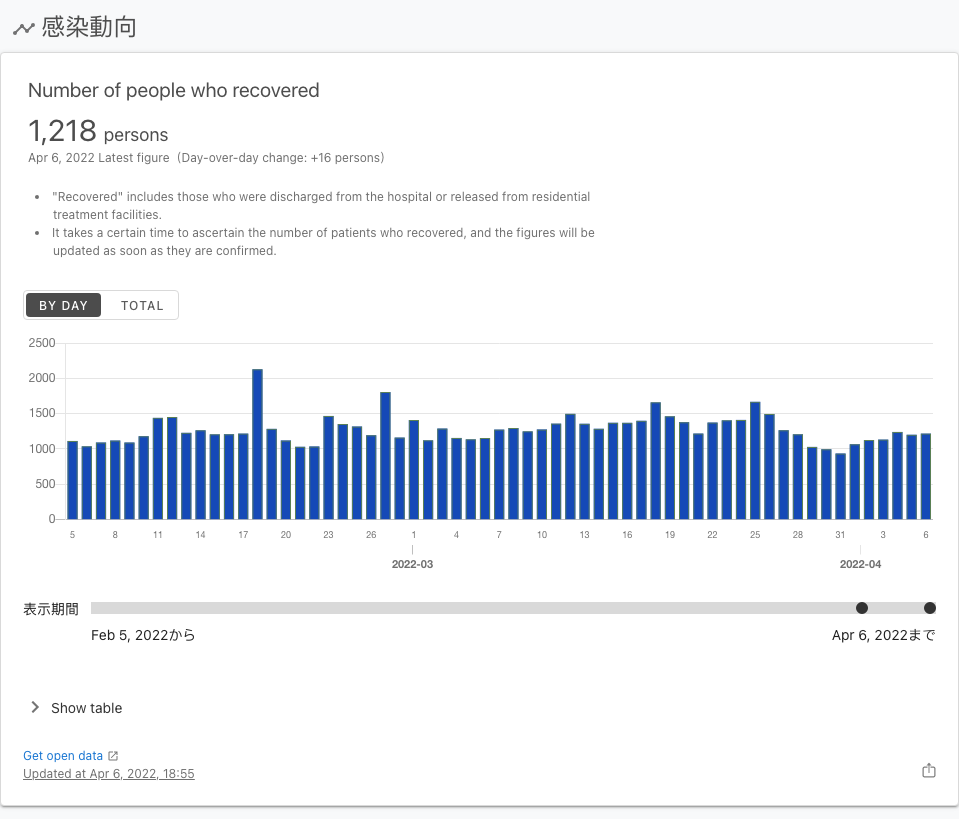 感染動向
Number of people who recovered
1,218 persons
Apr 6, 2022 Latest figure  (Day-over-day change: +16 persons)
• "Recovered" includes those who were discharged from the hospital or released from residential
treatment facilities.
• It takes a certain time to ascertain the number of patients who recovered, and the figures will be
updated as soon as they are confirmed.
BY DAY TOTAL
2500
2000
1500
1000
500
0
5 8 11 14 17 20 23 26 1 4 7 10 13 16 19 22 25 28 31 3 6
2022-03 2022-04
表示期間
Feb 5, 2022から Apr 6, 2022まで
Show table
Get open data
Updated at Apr 6, 2022, 18:55